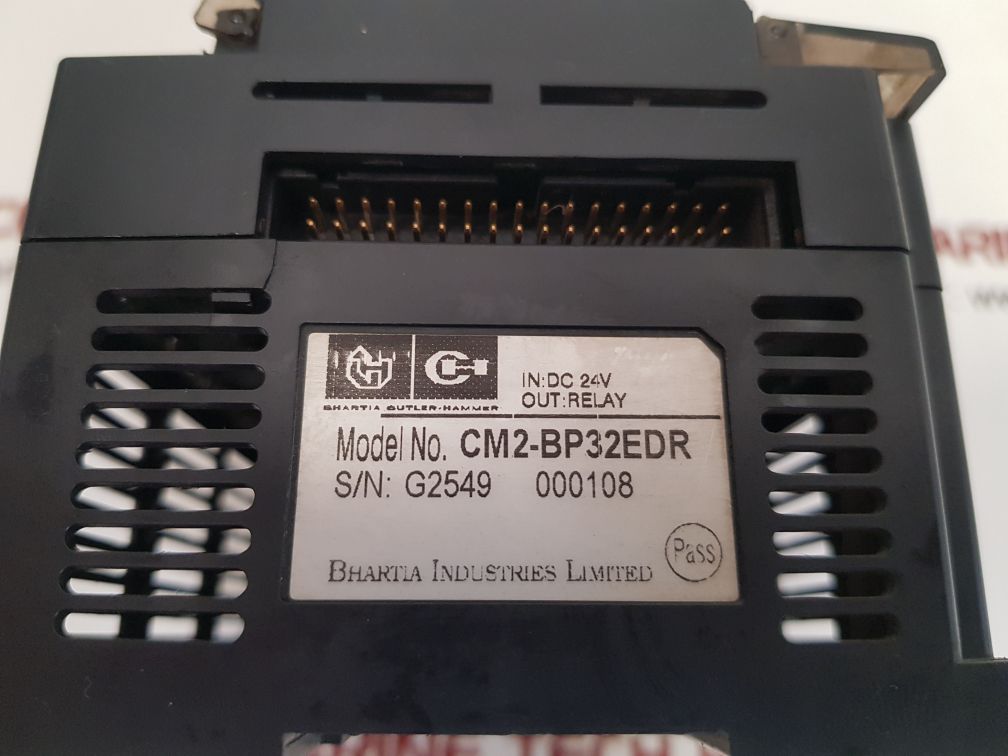 BHARTIA CUTLER-HAMMER
IN:DC 24V
OUT:RELAY
Model No. CM2-BP32EDR
S/N: G2549 000108
Pass
BHARTIA INDUSTRIES LIMITED